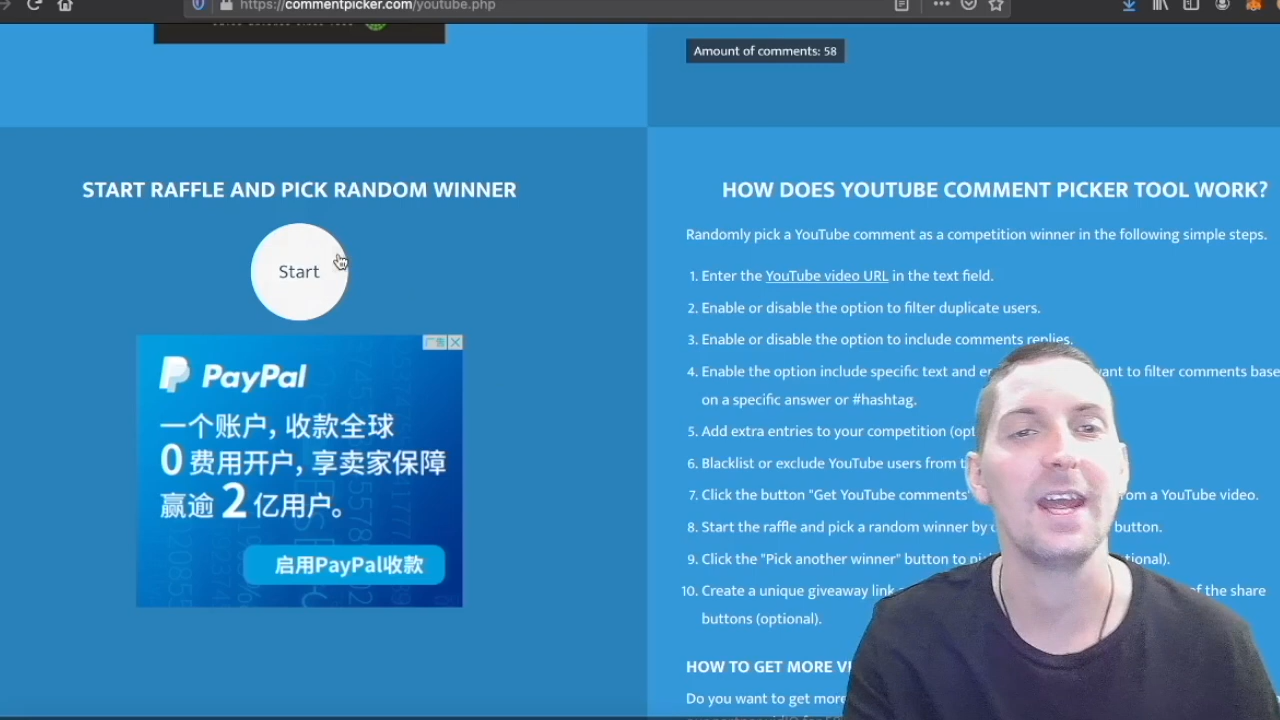 https://commentpicker.com/youtube.php
Amount of comments: 58
START RAFFLE AND PICK RANDOM WINNER
Start
广告
PayPal
一个账户, 收款全球
0费用开户, 享卖家保障
赢逾2亿用户。
启用PayPal收款
HOW DOES YOUTUBE COMMENT PICKER TOOL WORK?
Randomly pick a YouTube comment as a competition winner in the following simple steps.
1. Enter the YouTube video URL in the text field.
2. Enable or disable the option to filter duplicate users.
3. Enable or disable the option to include comments replies.
4. Enable the option include specific text and want to filter comments
on a specific answer or #hashtag.
5. Add extra entries to your competition
6. Blacklist or exclude YouTube users from
7. Click the button "Get YouTube comments" from a YouTube video.
8. Start the raffle and pick a random winner by button.
9. Click the "Pick another winner" button to
10. Create a unique giveaway link of the share
buttons (optional).
HOW TO GET MORE
Do you want to get more